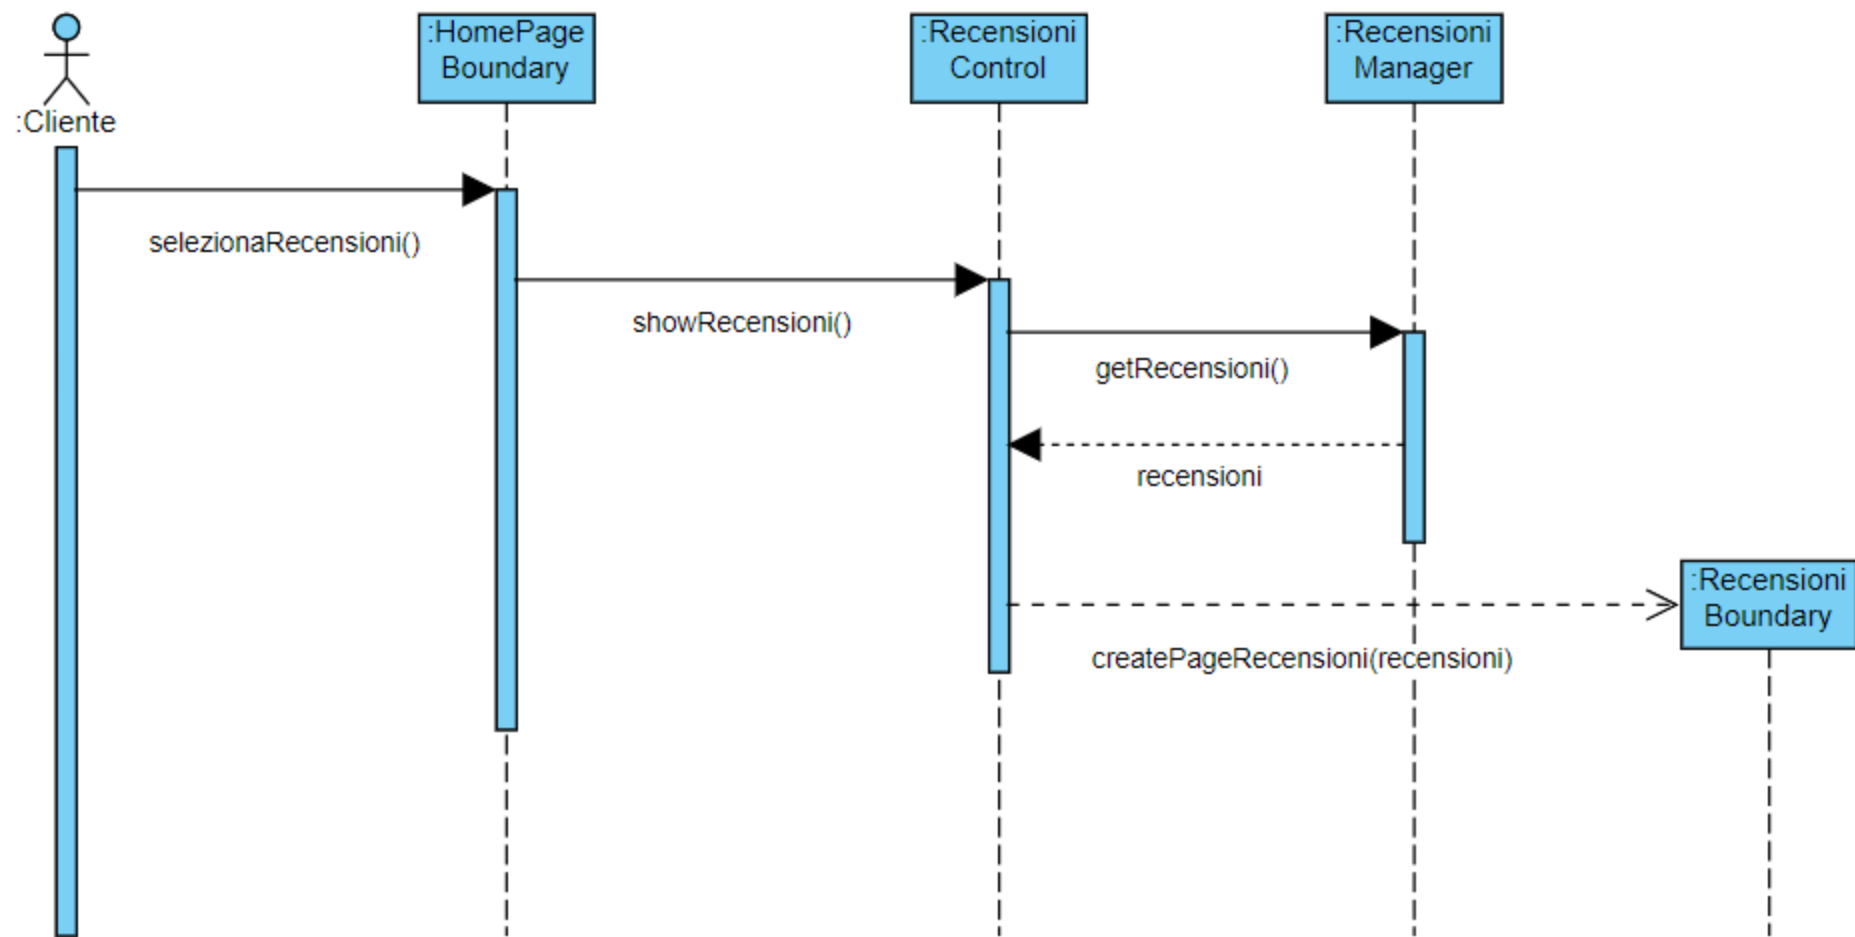 :HomePage
Boundary
:Recensioni
Control
:Recensioni
Manager
:Cliente
selezionaRecensioni()
showRecensioni()
getRecensioni()
recensioni
:Recensioni
Boundary
createPageRecensioni(recensioni)